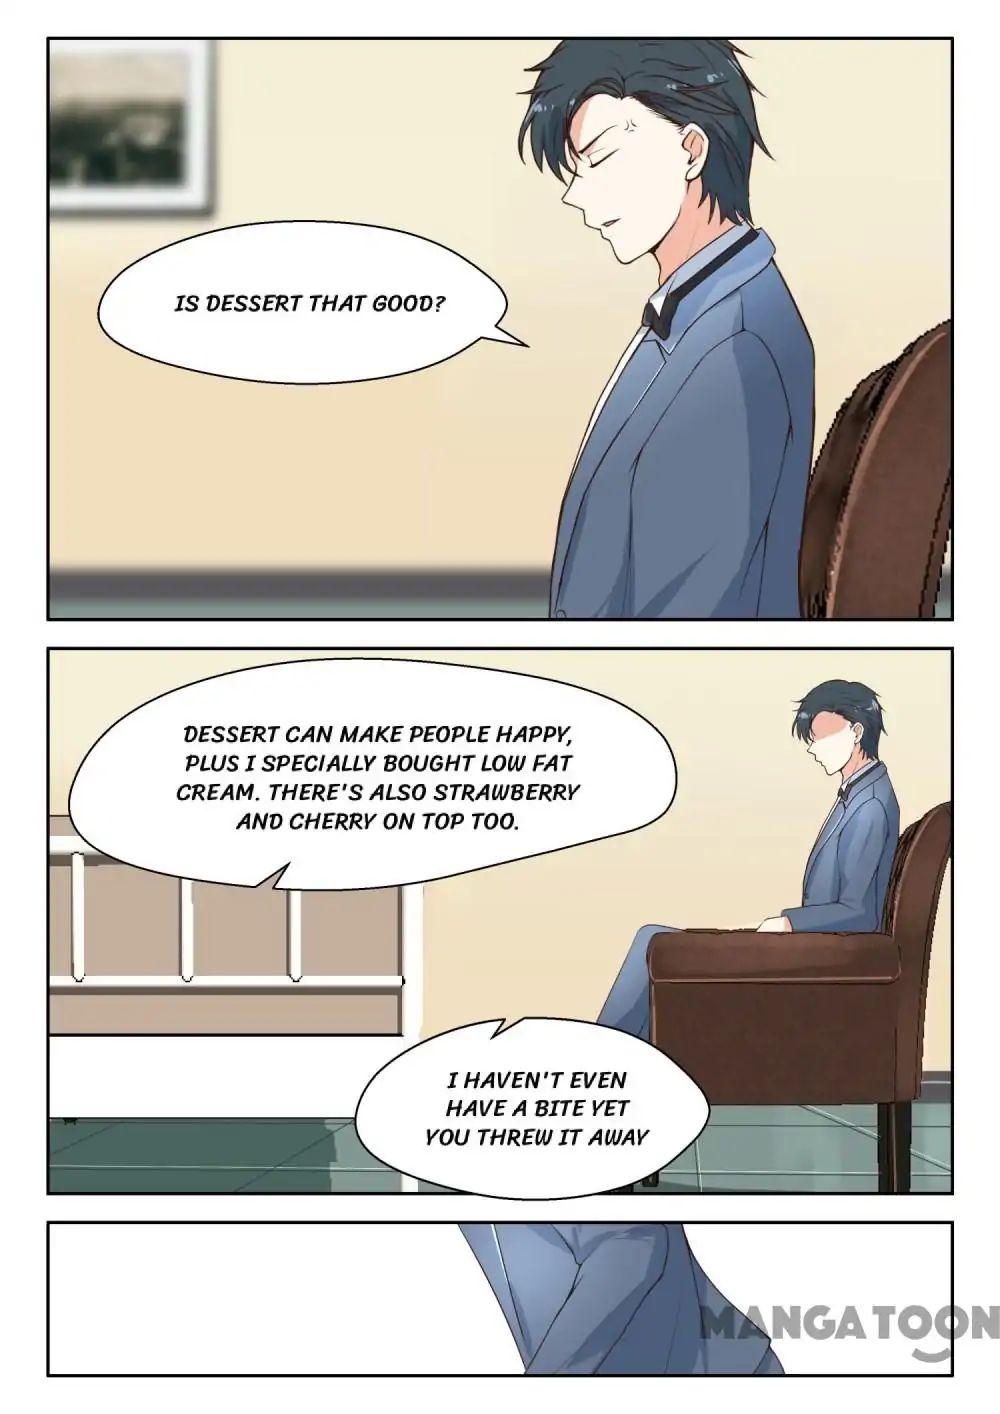 IS DESSERT THAT GOOD?
DESSERT CAN MAKE PEOPLE HAPPY,
PLUS I SPECIALLY BOUGHT LOW FAT
CREAM. THERE'S ALSO STRAWBERRY
AND CHERRY ON TOP TOO.
I HAVEN'T EVEN
HAVE A BITE YET
YOU THREW IT AWAY
MANGATOON